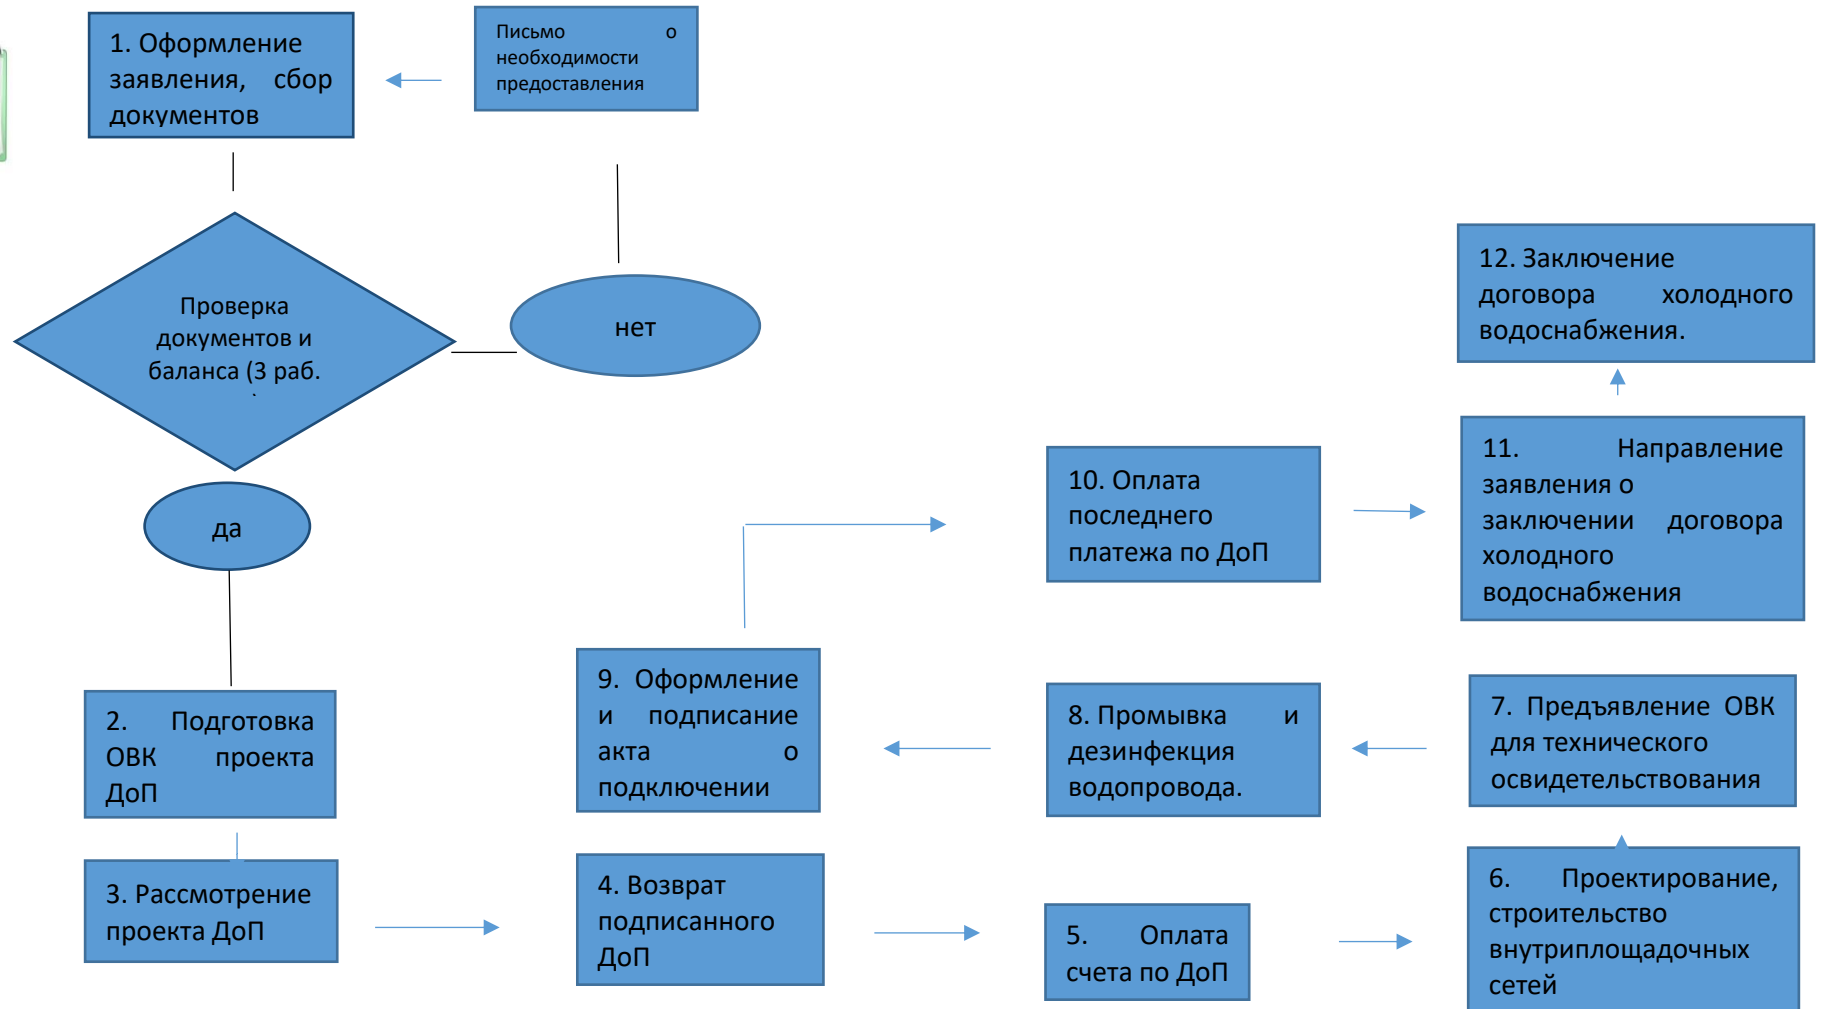 1. Оформление
заявления, сбор
документов
Письмо о
необходимости
предоставления
Проверка
документов и
баланса (3 раб.
нет
да
2. Подготовка
ОВК проекта
ДоП
3. Рассмотрение
проекта ДоП
4. Возврат
подписанного
ДоП
5. Оплата
счета по ДоП
6. Проектирование,
строительство
внутриплощадочных
сетей
7. Предъявление ОВК
для технического
освидетельствования
8. Промывка и
дезинфекция
водопровода.
9. Оформление
и подписание
акта о
подключении
10. Оплата
последнего
платежа по ДоП
11. Направление
заявления о
заключении договора
холодного
водоснабжения
12. Заключение
договора холодного
водоснабжения.